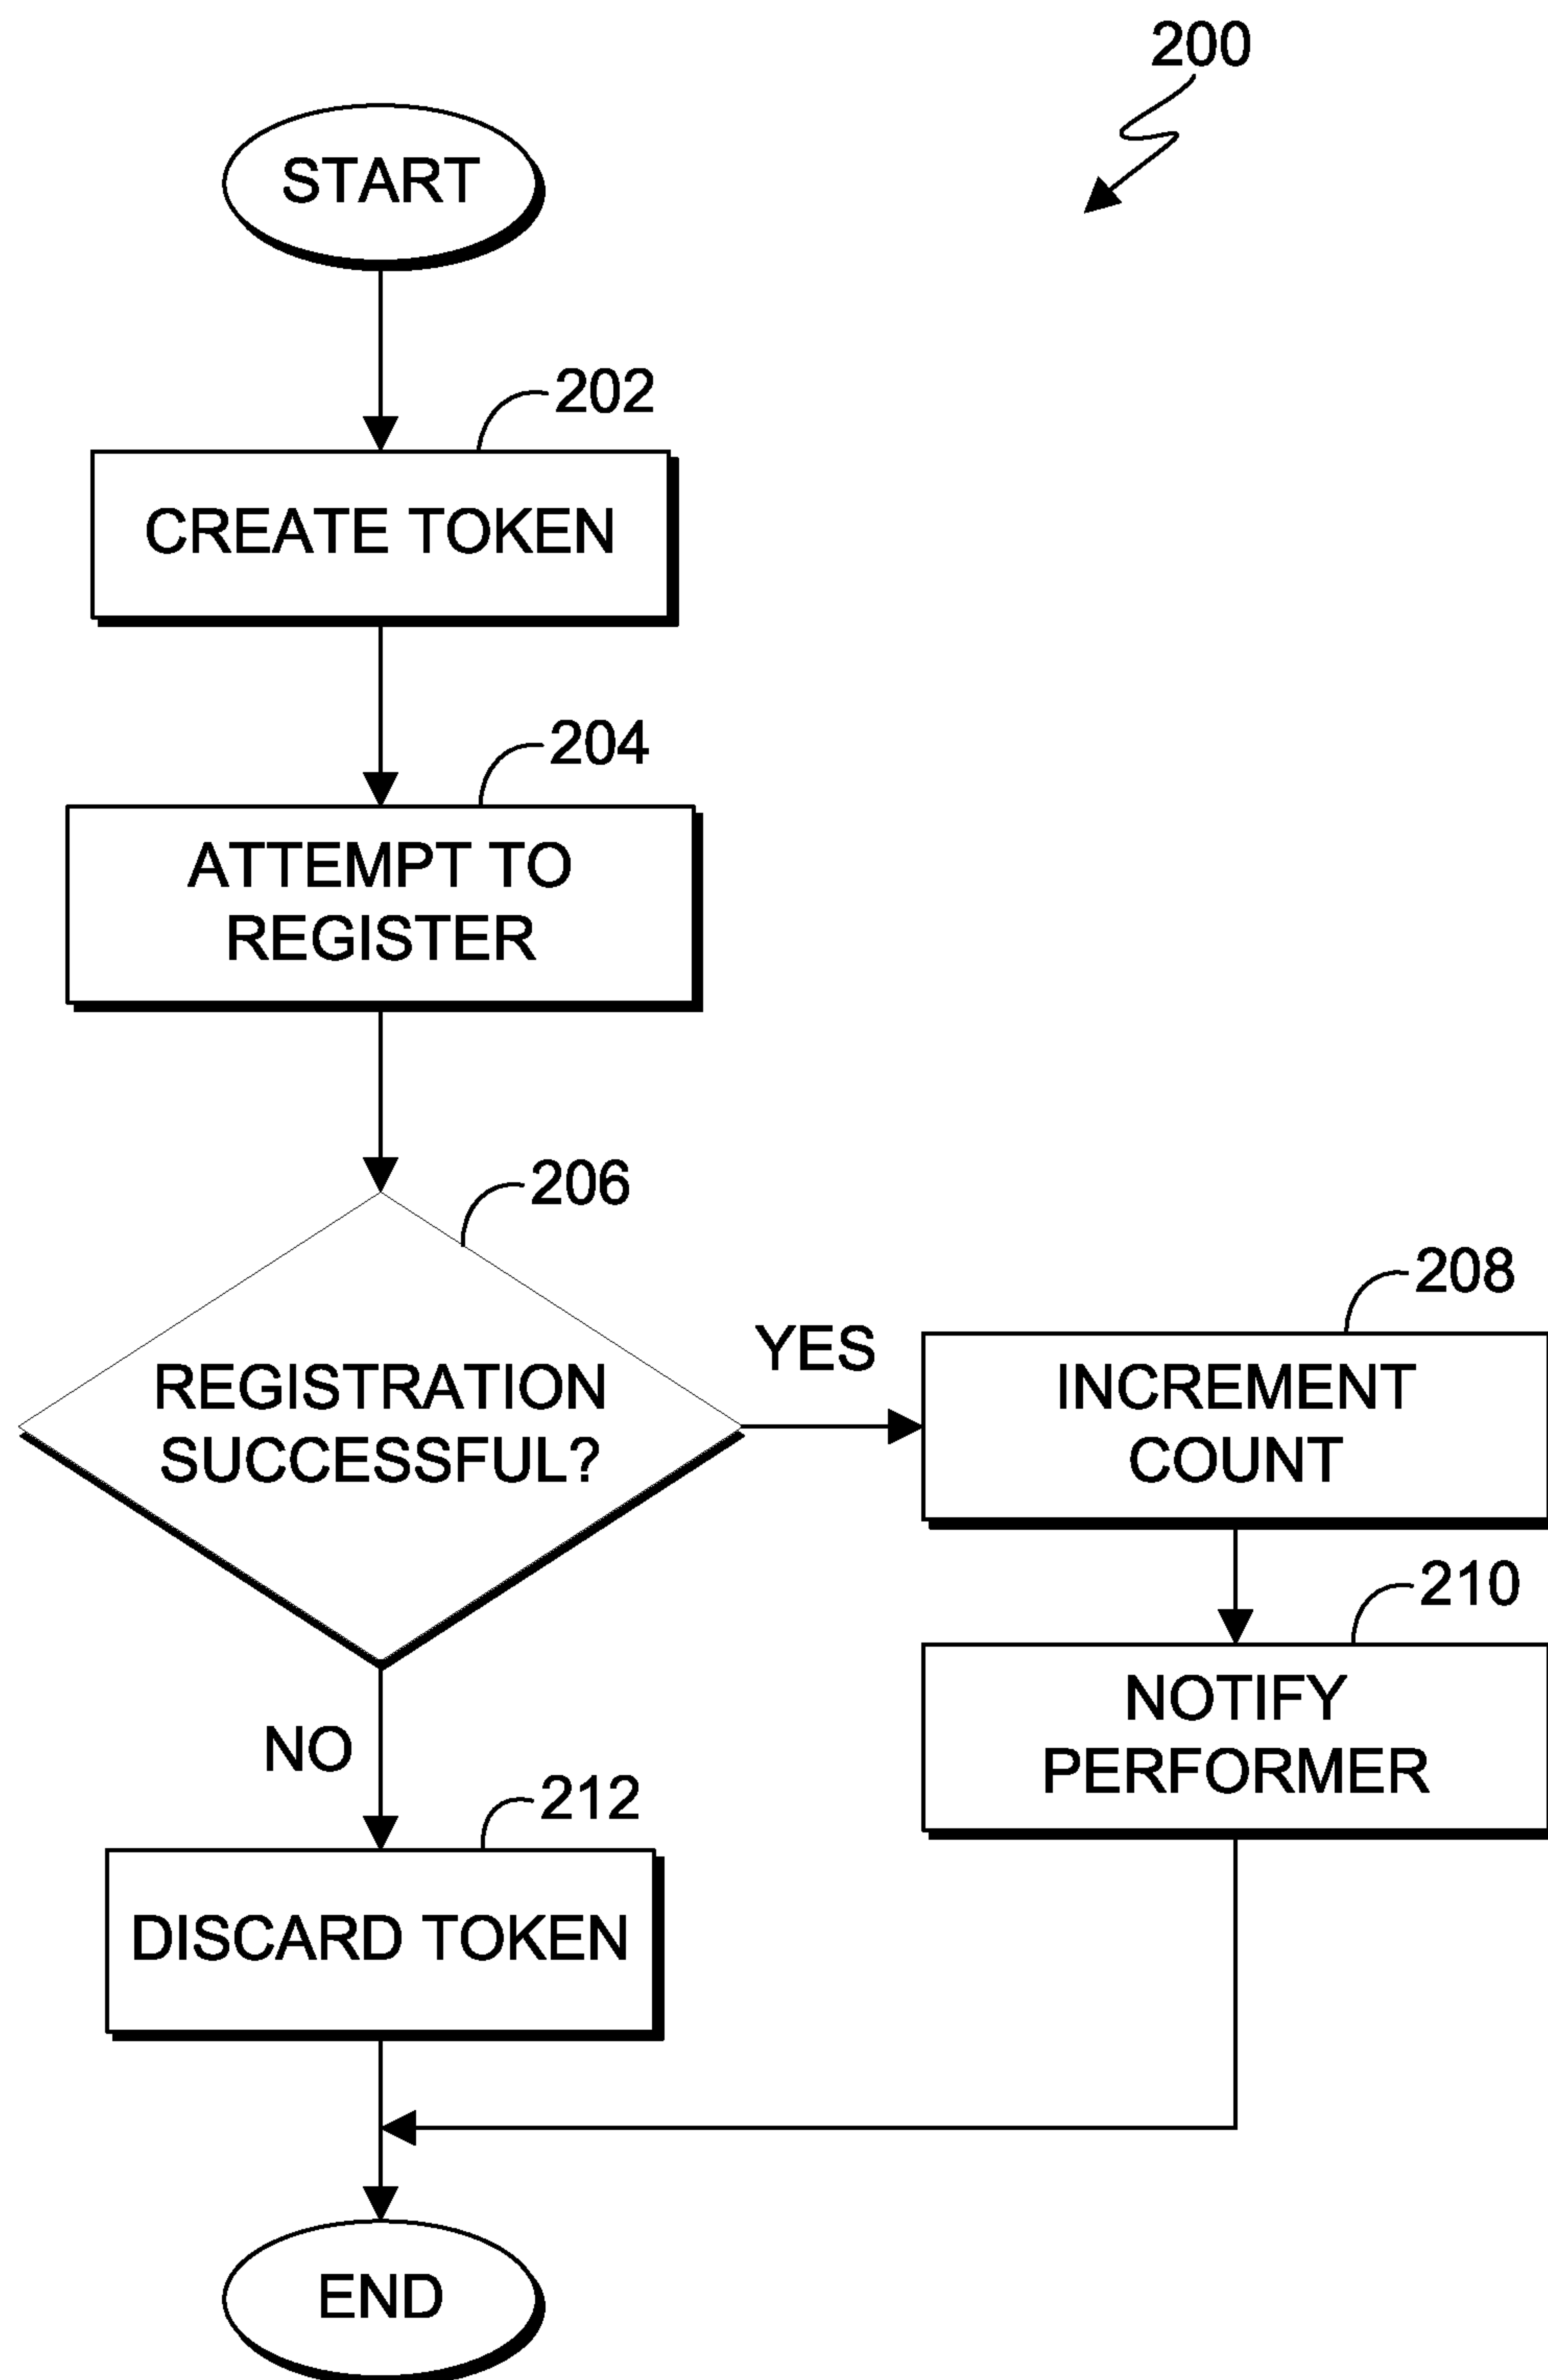 200
START
202
CREATE TOKEN
204
ATTEMPT TO
REGISTER
206
REGISTRATION
SUCCESSFUL?
YES
208
INCREMENT
COUNT
210
NOTIFY
PERFORMER
NO
212
DISCARD TOKEN
END